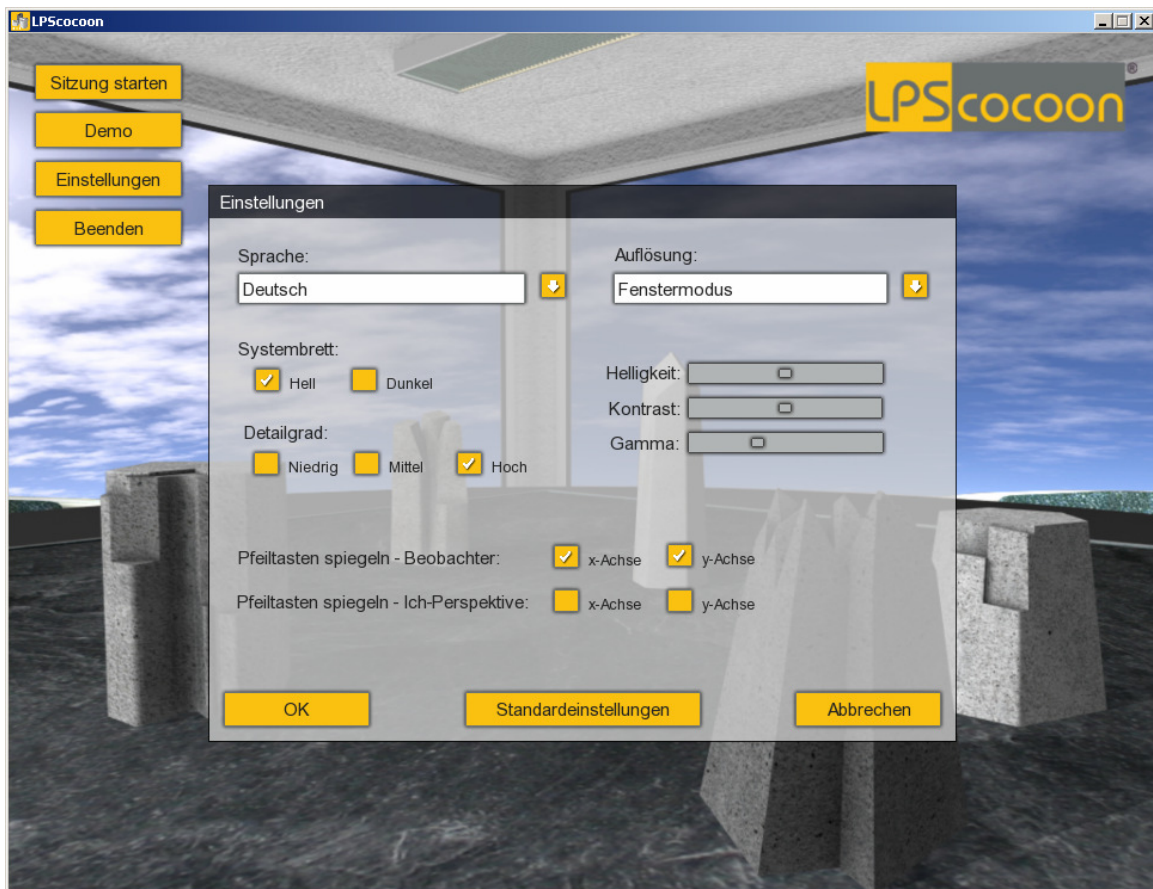 LPScocoon
Sitzung starten
Demo
Einstellungen
Beenden
LPScocoon®
Einstellungen
Sprache:
Deutsch
Auflösung:
Fenstermodus
Systembrett:
Hell Dunkel
Detailgrad:
Niedrig Mittel Hoch
Helligkeit:
Kontrast:
Gamma:
Pfeiltasten spiegeln - Beobachter: x-Achse y-Achse
Pfeiltasten spiegeln - Ich-Perspektive: x-Achse y-Achse
OK Standardeinstellungen Abbrechen